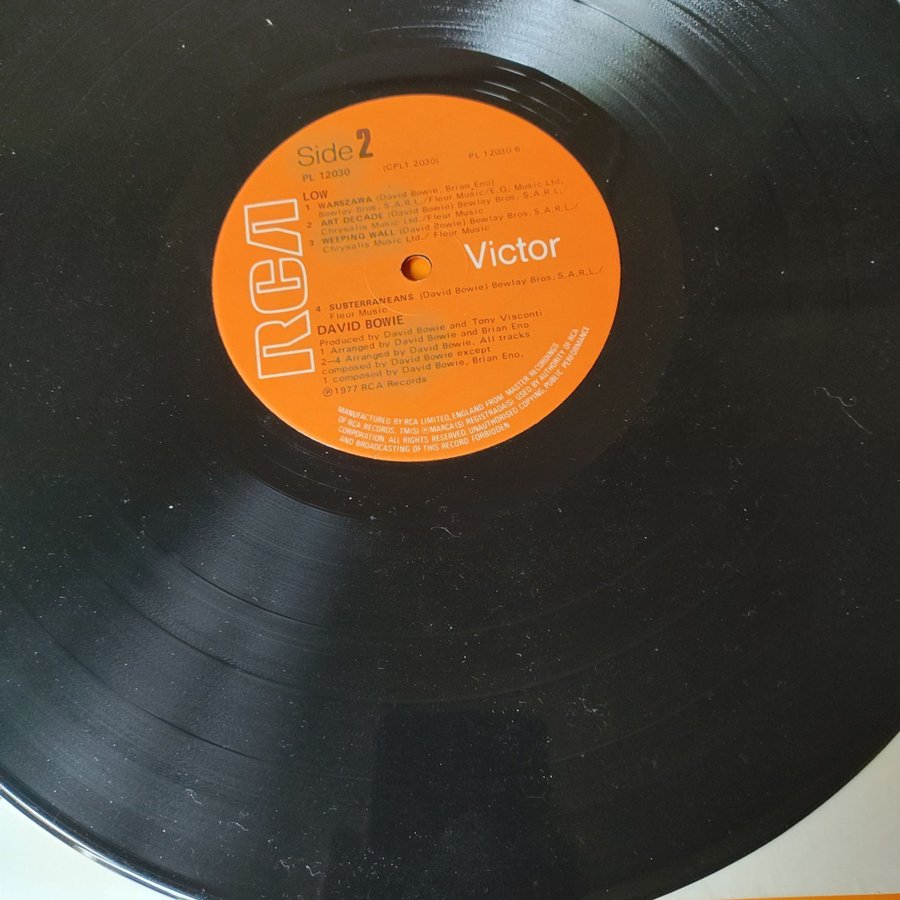 Side 2
PL 12030 (CPL1 2030) PL 12030 B
LOW
1 WARSZAWA (David Bowie, Brian Eno)
Bewlay Bros. S.A.R.L./Fleur Music/E.G. Music Ltd.
2 ART DECADE (David Bowie) Bewlay Bros. S.A.R.L./
Chrysalis Music Ltd./ Fleur Music
3 WEEPING WALL (David Bowie) Bewlay Bros. S.A.R.L./
Chrysalis Music Ltd./ Fleur Music
RCA
Victor
4 SUBTERRANEANS (David Bowie) Bewlay Bros. S.A.R.L./
Fleur Music
DAVID BOWIE
Produced by David Bowie and Tony Visconti
1 Arranged by David Bowie and Brian Eno
2–4 Arranged by David Bowie. All tracks
composed by David Bowie except
1 composed by David Bowie, Brian Eno.
℗1977 RCA Records
MANUFACTURED BY RCA LIMITED, ENGLAND FROM MASTER RECORDINGS
OF RCA RECORDS. TM(S) ® MARCA(S) REGISTRADA(S) USED BY AUTHORITY OF RCA
CORPORATION. ALL RIGHTS RESERVED. UNAUTHORISED COPYING, PUBLIC PERFORMANCE
AND BROADCASTING OF THIS RECORD FORBIDDEN